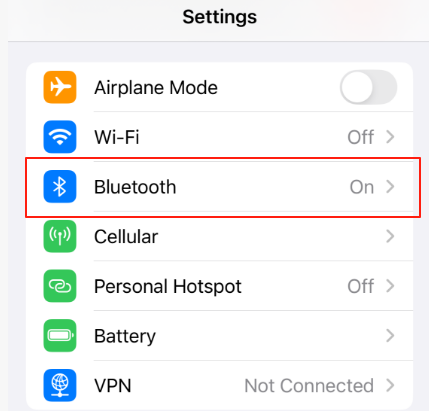 Settings
Airplane Mode
Wi-Fi Off
Bluetooth On
Cellular
Personal Hotspot Off
Battery
VPN Not Connected